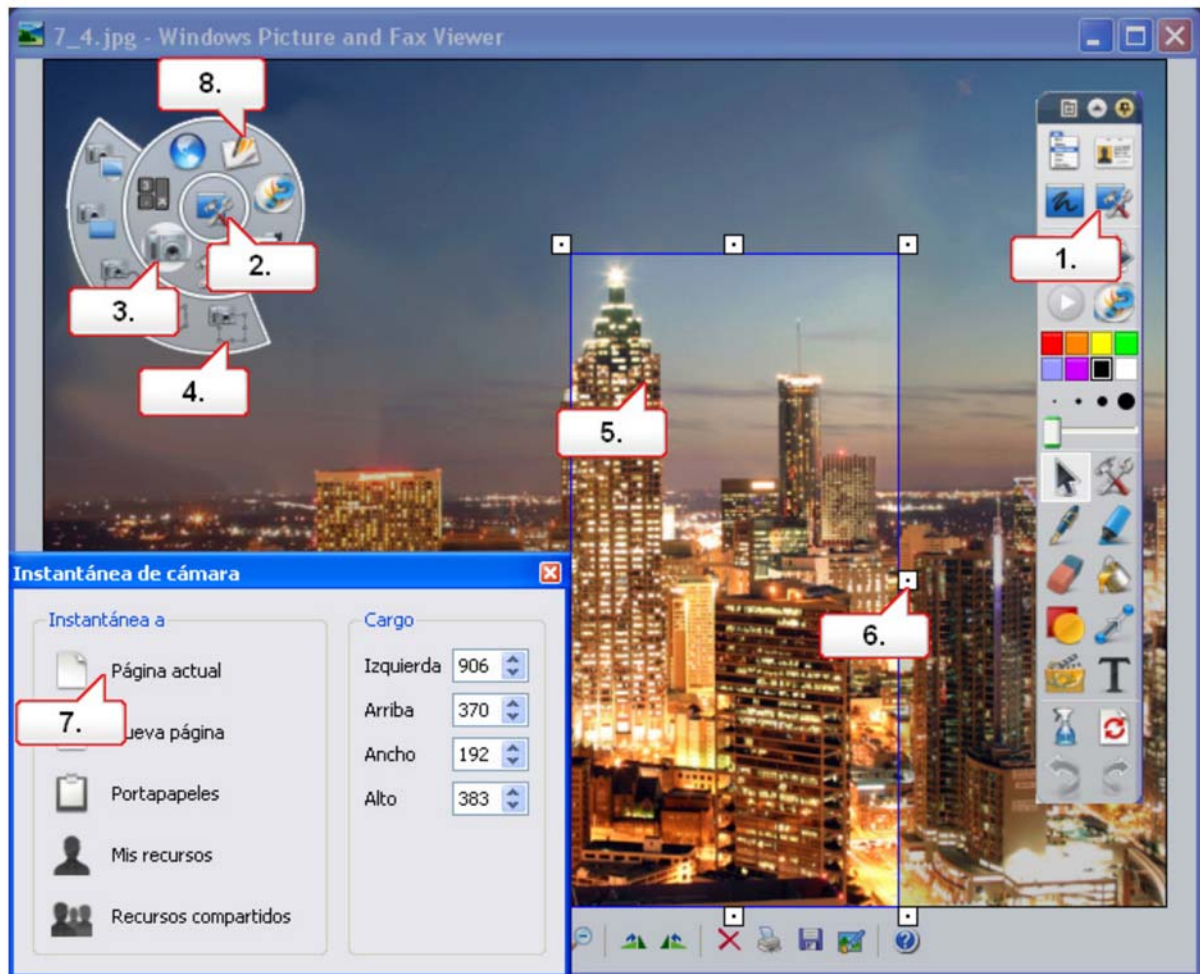 7_4.jpg - Windows Picture and Fax Viewer
8.
2.
1.
3.
4.
5.
6.
T
Instantánea de cámara
Instantánea a
Página actual
7.
ueva página
Portapapeles
Mis recursos
Recursos compartidos
Cargo
Izquierda 906
Arriba 370
Ancho 192
Alto 383